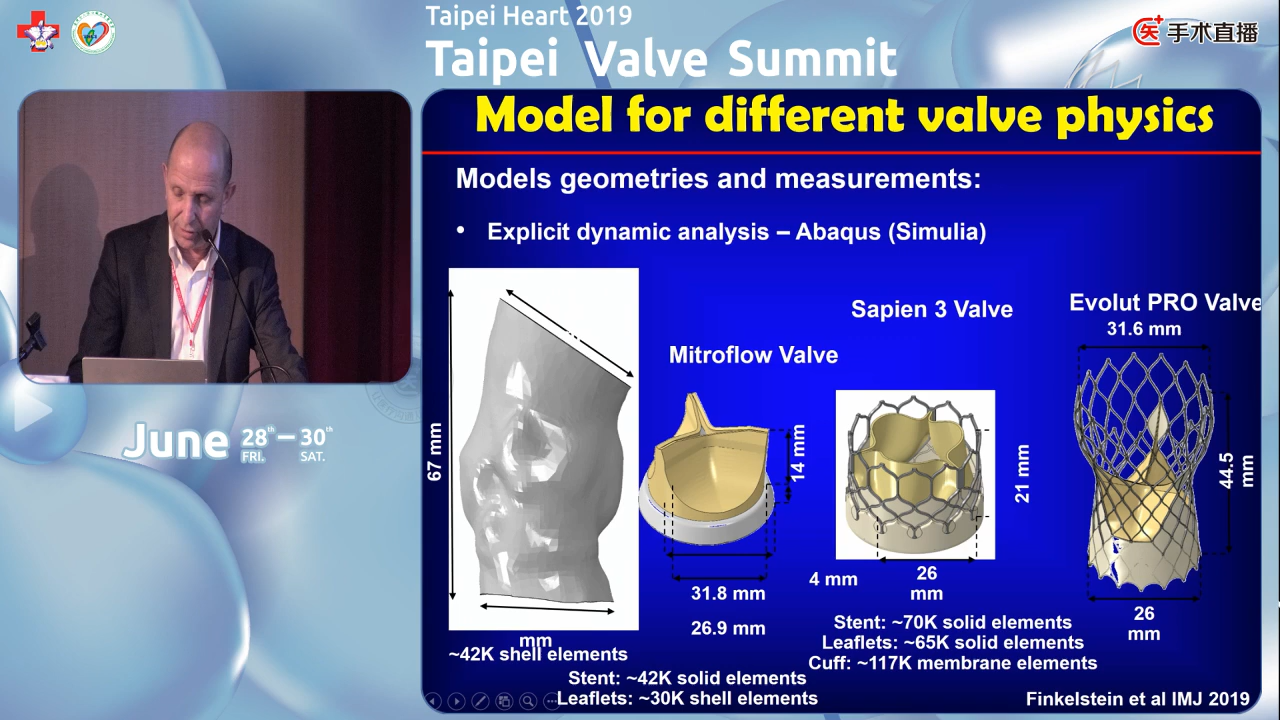 Taipei Heart 2019
Taipei Valve Summit
手术直播
Model for different valve physics
Models geometries and measurements:
• Explicit dynamic analysis – Abaqus (Simulia)
Sapien 3 Valve
Evolut PRO Valve
31.6 mm
Mitroflow Valve
67 mm
14 mm
21 mm
44.5 mm
4 mm
26 mm
31.8 mm
26.9 mm
26 mm
mm
~42K shell elements
Stent: ~42K solid elements
Leaflets: ~30K shell elements
Stent: ~70K solid elements
Leaflets: ~65K solid elements
Cuff: ~117K membrane elements
Finkelstein et al IMJ 2019
June 28th – 30th
FRI. SAT.